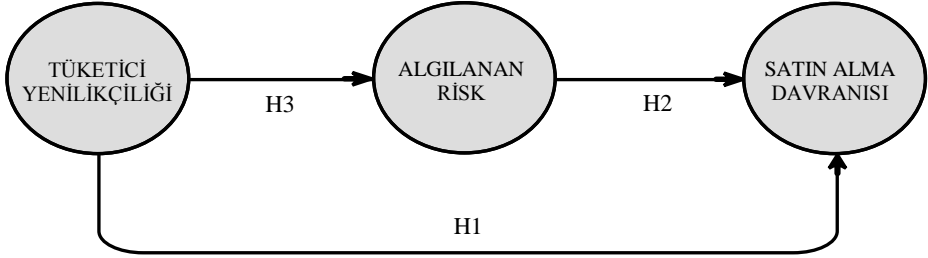 TÜKETİCİ
YENİLİKÇİLİĞİ
ALGILANAN
RİSK
SATIN ALMA
DAVRANISI
H3
H2
H1